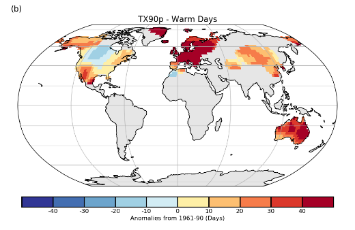 (b)
TX90p - Warm Days
-40 -30 -20 -10 0 10 20 30 40
Anomalies from 1961-90 (Days)